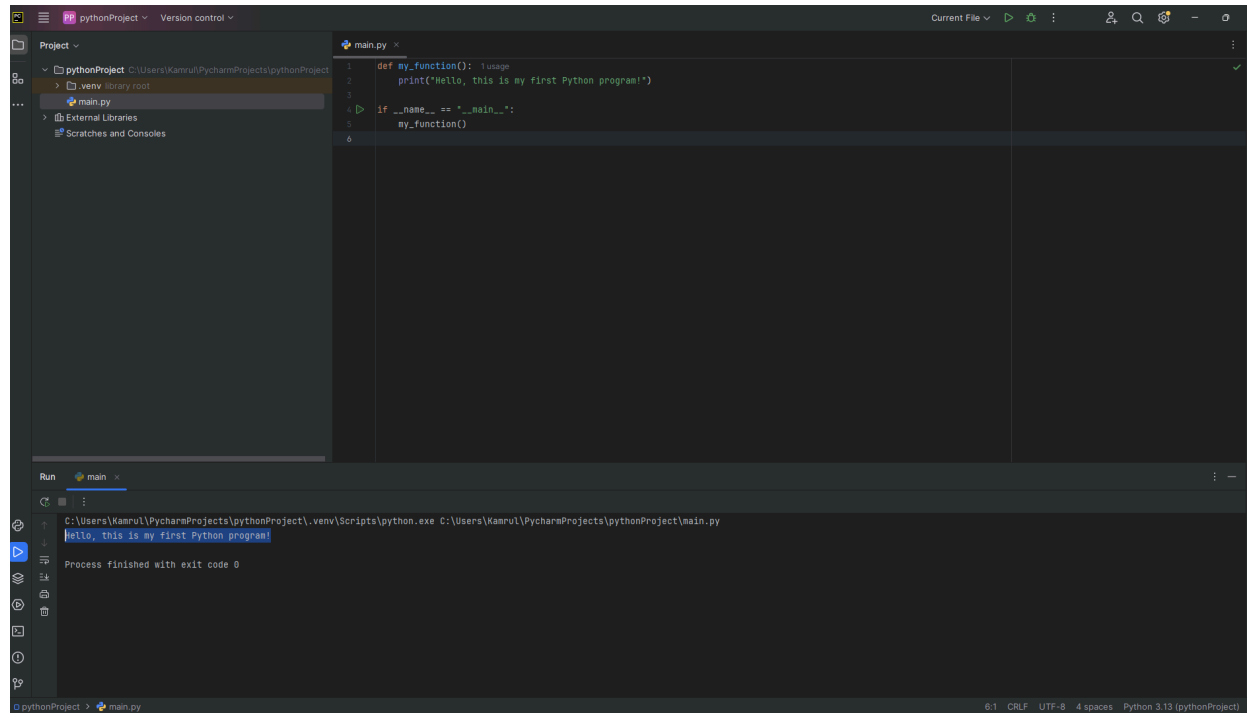 PC PP pythonProject Version control Current File
Project
main.py
pythonProject C:\Users\Kamrul\PycharmProjects\pythonProject
.venv library root
main.py
External Libraries
Scratches and Consoles
1 def my_function(): 1 usage
2 print("Hello, this is my first Python program!")
3
4 if __name__ == "__main__":
5 my_function()
6
Run main
C:\Users\Kamrul\PycharmProjects\pythonProject\.venv\Scripts\python.exe C:\Users\Kamrul\PycharmProjects\pythonProject\main.py
Hello, this is my first Python program!
Process finished with exit code 0
pythonProject > main.py 6:1 CRLF UTF-8 4 spaces Python 3.13 (pythonProject)